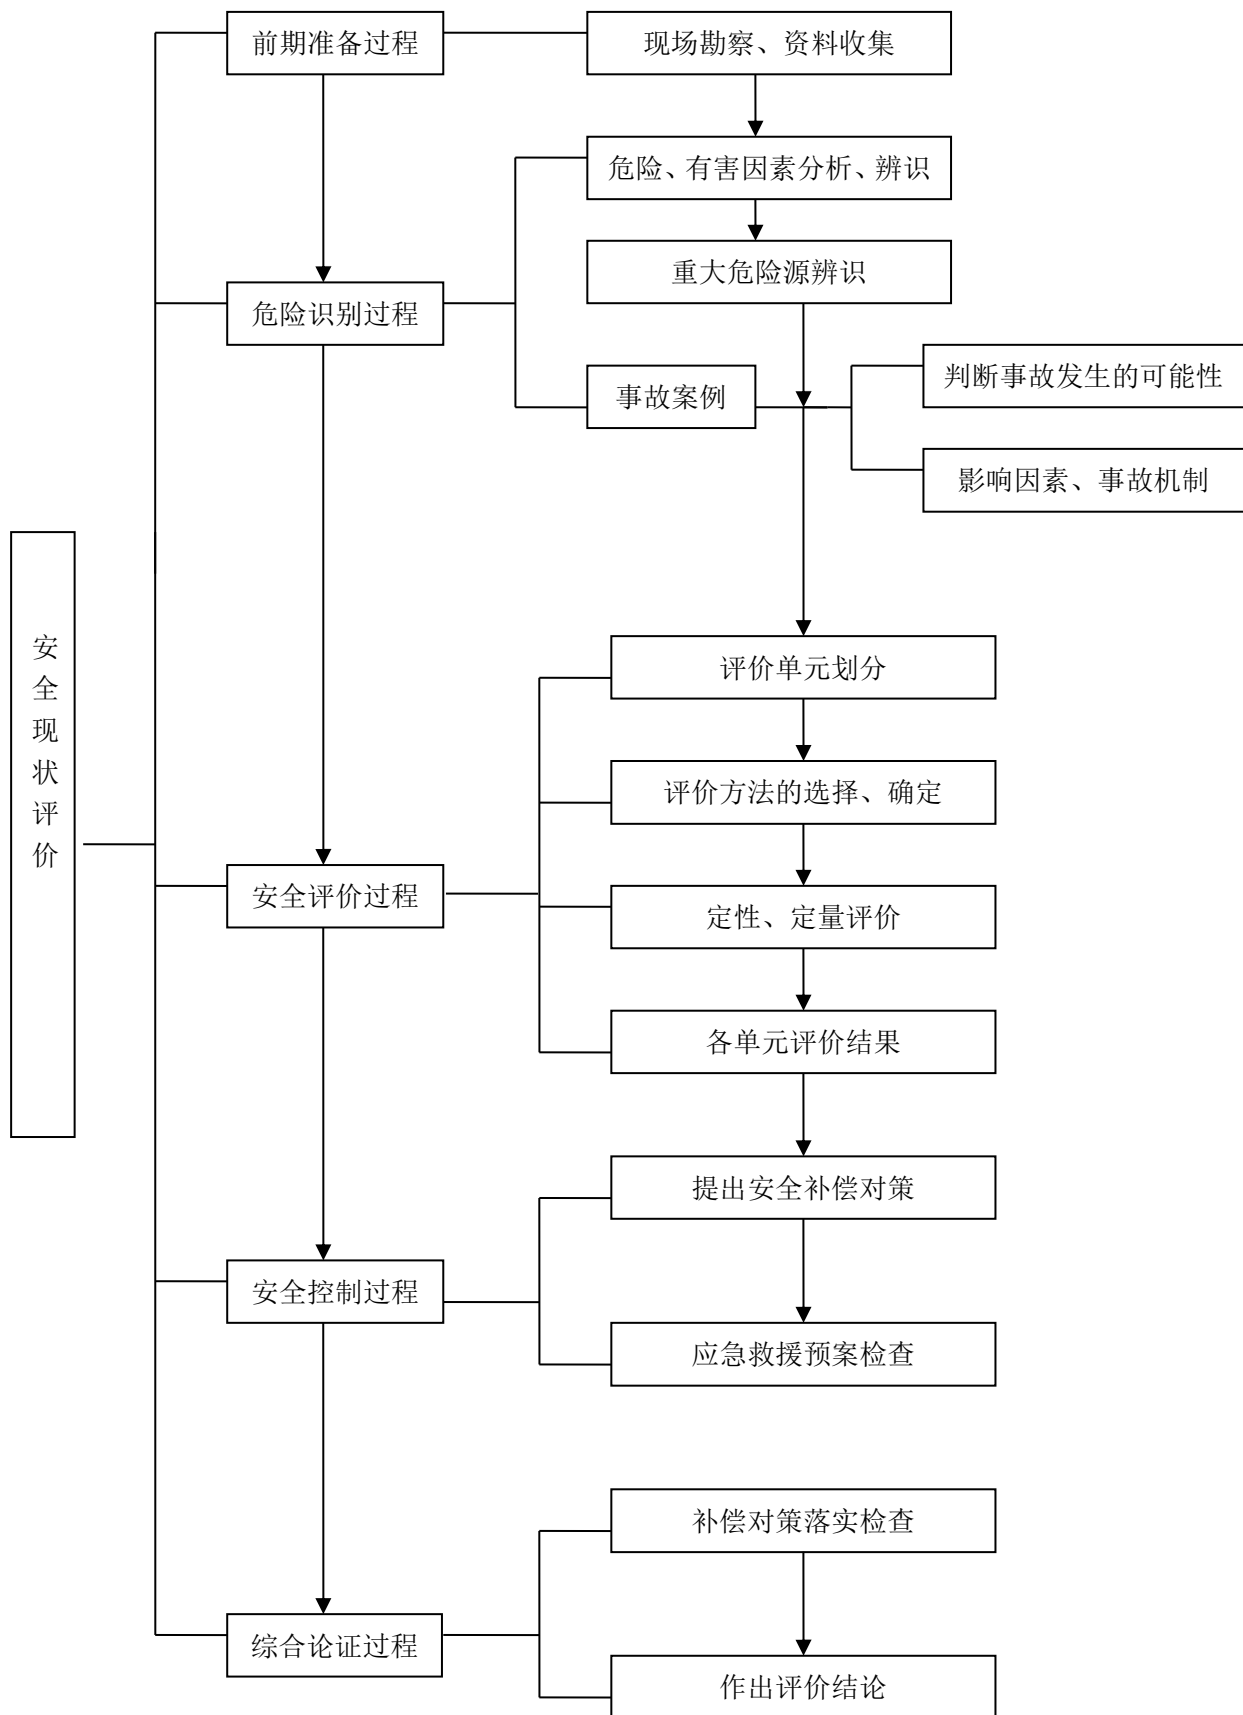 前期准备过程
现场勘察、资料收集
危险、有害因素分析、辨识
重大危险源辨识
危险识别过程
事故案例
判断事故发生的可能性
影响因素、事故机制
安全现状评价
评价单元划分
评价方法的选择、确定
安全评价过程
定性、定量评价
各单元评价结果
提出安全补偿对策
安全控制过程
应急救援预案检查
补偿对策落实检查
综合论证过程
作出评价结论